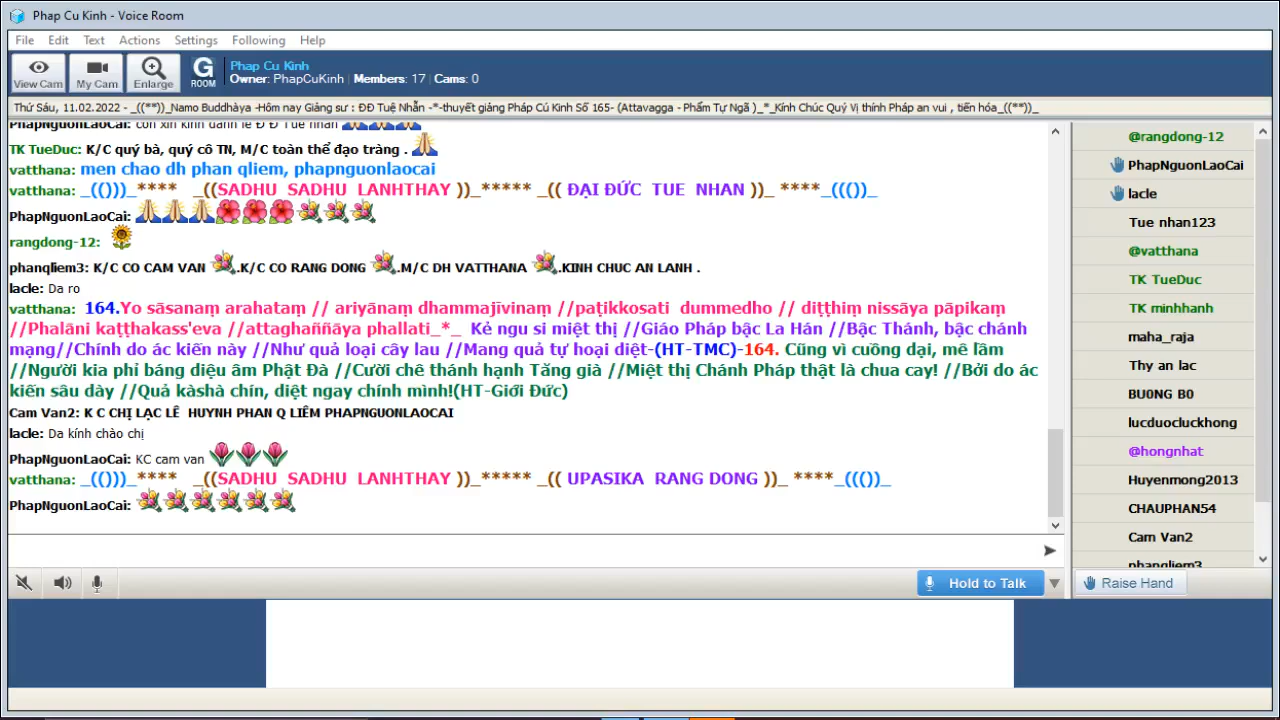 Phap Cu Kinh - Voice Room
File Edit Text Actions Settings Following Help
View Cam My Cam Enlarge G ROOM
Phap Cu Kinh
Owner: PhapCuKinh | Members: 17 | Cams: 0
Thứ Sáu, 11.02.2022 - _((**))_Namo Buddhàya -Hôm nay Giảng sư : ĐĐ Tuệ Nhẫn -*-thuyết giảng Pháp Cú Kinh Số 165- (Attavagga - Phẩm Tự Ngã )_*_Kính Chúc Quý Vị thính Pháp an vui , tiến hóa_((**))_
PhapNguonLaoCai: con xin kinh danh le Đ Đ Tue nhan
TK TueDuc: K/C quý bà, quý cô TN, M/C toàn thể đạo tràng .
vatthana: men chao dh phan qliem, phapnguonlaocai
vatthana: _(()))_**** _((SADHU SADHU LANHTHAY ))_***** _(( ĐẠI ĐỨC TUE NHAN ))_ ****_((())_
PhapNguonLaoCai:
rangdong-12:
phanqliem3: K/C CO CAM VAN .K/C CO RANG DONG .M/C DH VATTHANA .KINH CHUC AN LANH .
lacle: Da ro
vatthana: 164.Yo sāsanaṃ arahataṃ // ariyānaṃ dhammajīvinaṃ //paṭikkosati dummedho // diṭṭhiṃ nissāya pāpikaṃ
//Phalāni kaṭṭhakass'eva //attaghaññāya phallati_*_ Kẻ ngu si miệt thị //Giáo Pháp bậc La Hán //Bậc Thánh, bậc chánh
mạng//Chính do ác kiến này //Như quả loại cây lau //Mang quả tự hoại diệt-(HT-TMC)-164. Cũng vì cuồng dại, mê lầm
//Người kia phỉ báng diệu âm Phật Đà //Cười chê thánh hạnh Tăng già //Miệt thị Chánh Pháp thật là chua cay! //Bởi do ác
kiến sâu dày //Quả kàshà chín, diệt ngay chính mình!(HT-Giới Đức)
Cam Van2: K C CHỊ LẠC LÊ HUYNH PHAN Q LIÊM PHAPNGUONLAOCAI
lacle: Da kính chào chị
PhapNguonLaoCai: KC cam van
vatthana: _(()))_**** _((SADHU SADHU LANHTHAY ))_***** _(( UPASIKA RANG DONG ))_ ****_((())_
PhapNguonLaoCai:
@rangdong-12
PhapNguonLaoCai
lacle
Tue nhan123
@vatthana
TK TueDuc
TK minhhanh
maha_raja
Thy an lac
BU0NG B0
lucduocluckhong
@hongnhat
Huyenmong2013
CHAUPHAN54
Cam Van2
phanqliem3
Hold to Talk
Raise Hand